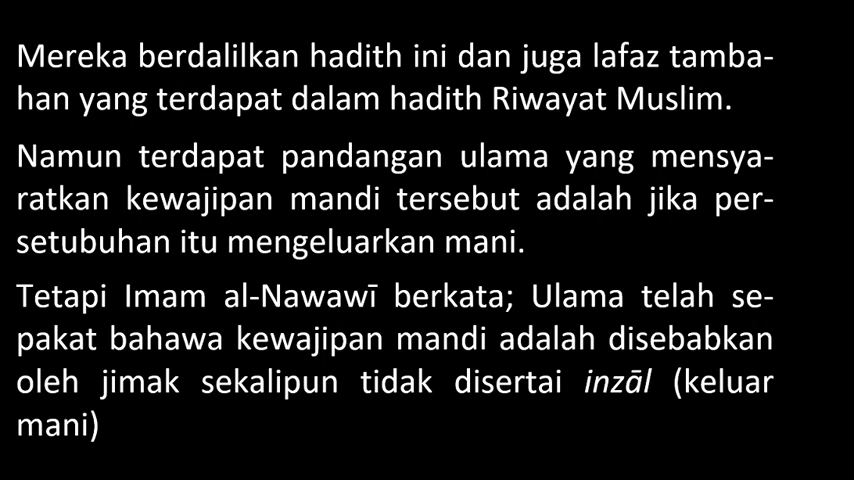 Mereka berdalilkan hadith ini dan juga lafaz tamba-
han yang terdapat dalam hadith Riwayat Muslim.
Namun terdapat pandangan ulama yang mensya-
ratkan kewajipan mandi tersebut adalah jika per-
setubuhan itu mengeluarkan mani.
Tetapi Imam al-Nawawī berkata; Ulama telah se-
pakat bahawa kewajipan mandi adalah disebabkan
oleh jimak sekalipun tidak disertai inzāl (keluar
mani)